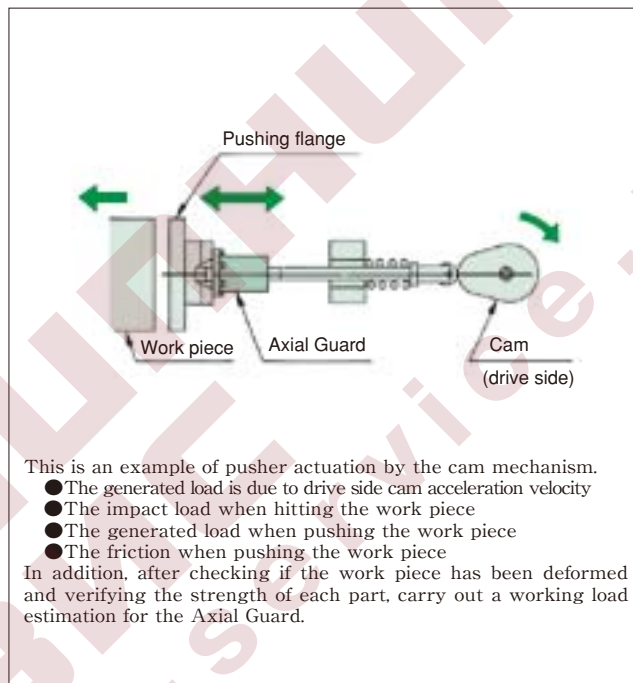 Pushing flange
Work piece
Axial Guard
Cam
(drive side)
This is an example of pusher actuation by the cam mechanism.
●The generated load is due to drive side cam acceleration velocity
●The impact load when hitting the work piece
●The generated load when pushing the work piece
●The friction when pushing the work piece
In addition, after checking if the work piece has been deformed
and verifying the strength of each part, carry out a working load
estimation for the Axial Guard.
service